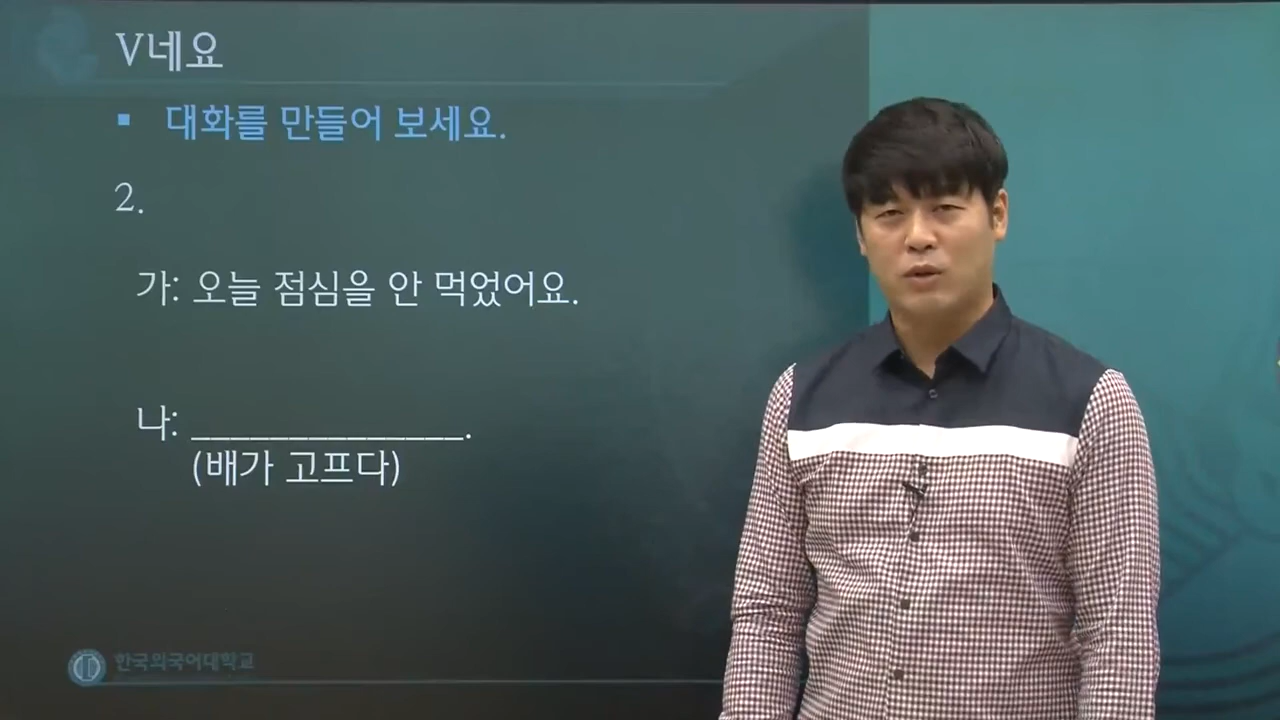 V네요
▪ 대화를 만들어 보세요.
2.
가: 오늘 점심을 안 먹었어요.
나: ______________.
(배가 고프다)
한국외국어대학교